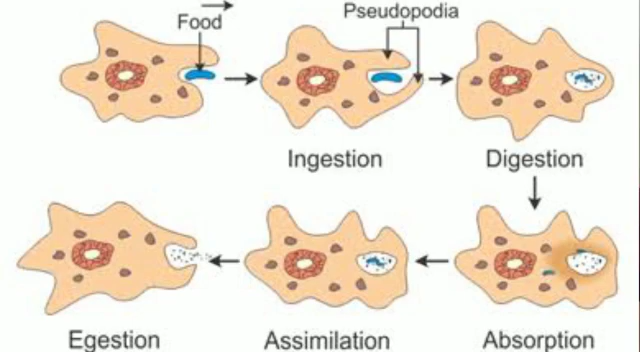 Food
Pseudopodia
Ingestion
Digestion
Egestion
Assimilation
Absorption